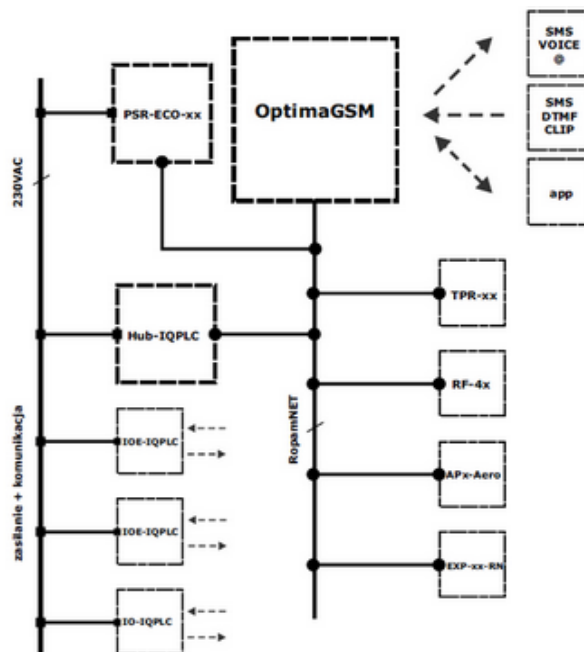 SMS
VOICE
@
PSR-ECO-xx
OptimaGSM
SMS
DTMF
CLIP
230VAC
app
TPR-xx
Hub-IQPLC
RF-4x
RopamNET
IOE-IQPLC
zasilanie + komunikacja
APx-Aero
IOE-IQPLC
EXP-xx-RN
IO-IQPLC